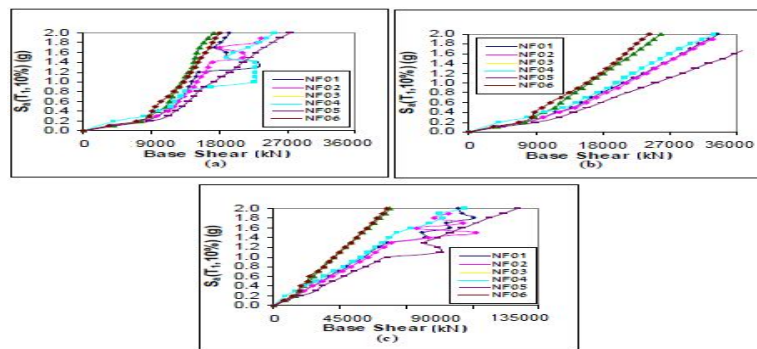 2.0
1.8
1.6
1.4
1.2
1.0
0.8
0.6
0.4
0.2
0.0
Sa(T1, 10%) (g)
NF01
NF02
NF03
NF04
NF05
NF06
0 9000 18000 27000 36000
Base Shear (kN)
(a)
2.0
1.8
1.6
1.4
1.2
1.0
0.8
0.6
0.4
0.2
0.0
Sa(T1, 10%) (g)
NF01
NF02
NF03
NF04
NF05
NF06
0 9000 18000 27000 36000
Base Shear (kN)
(b)
2.0
1.8
1.6
1.4
1.2
1.0
0.8
0.6
0.4
0.2
0.0
Sa(T1, 10%) (g)
NF01
NF02
NF03
NF04
NF05
NF06
0 45000 90000 135000
Base Shear (kN)
(c)